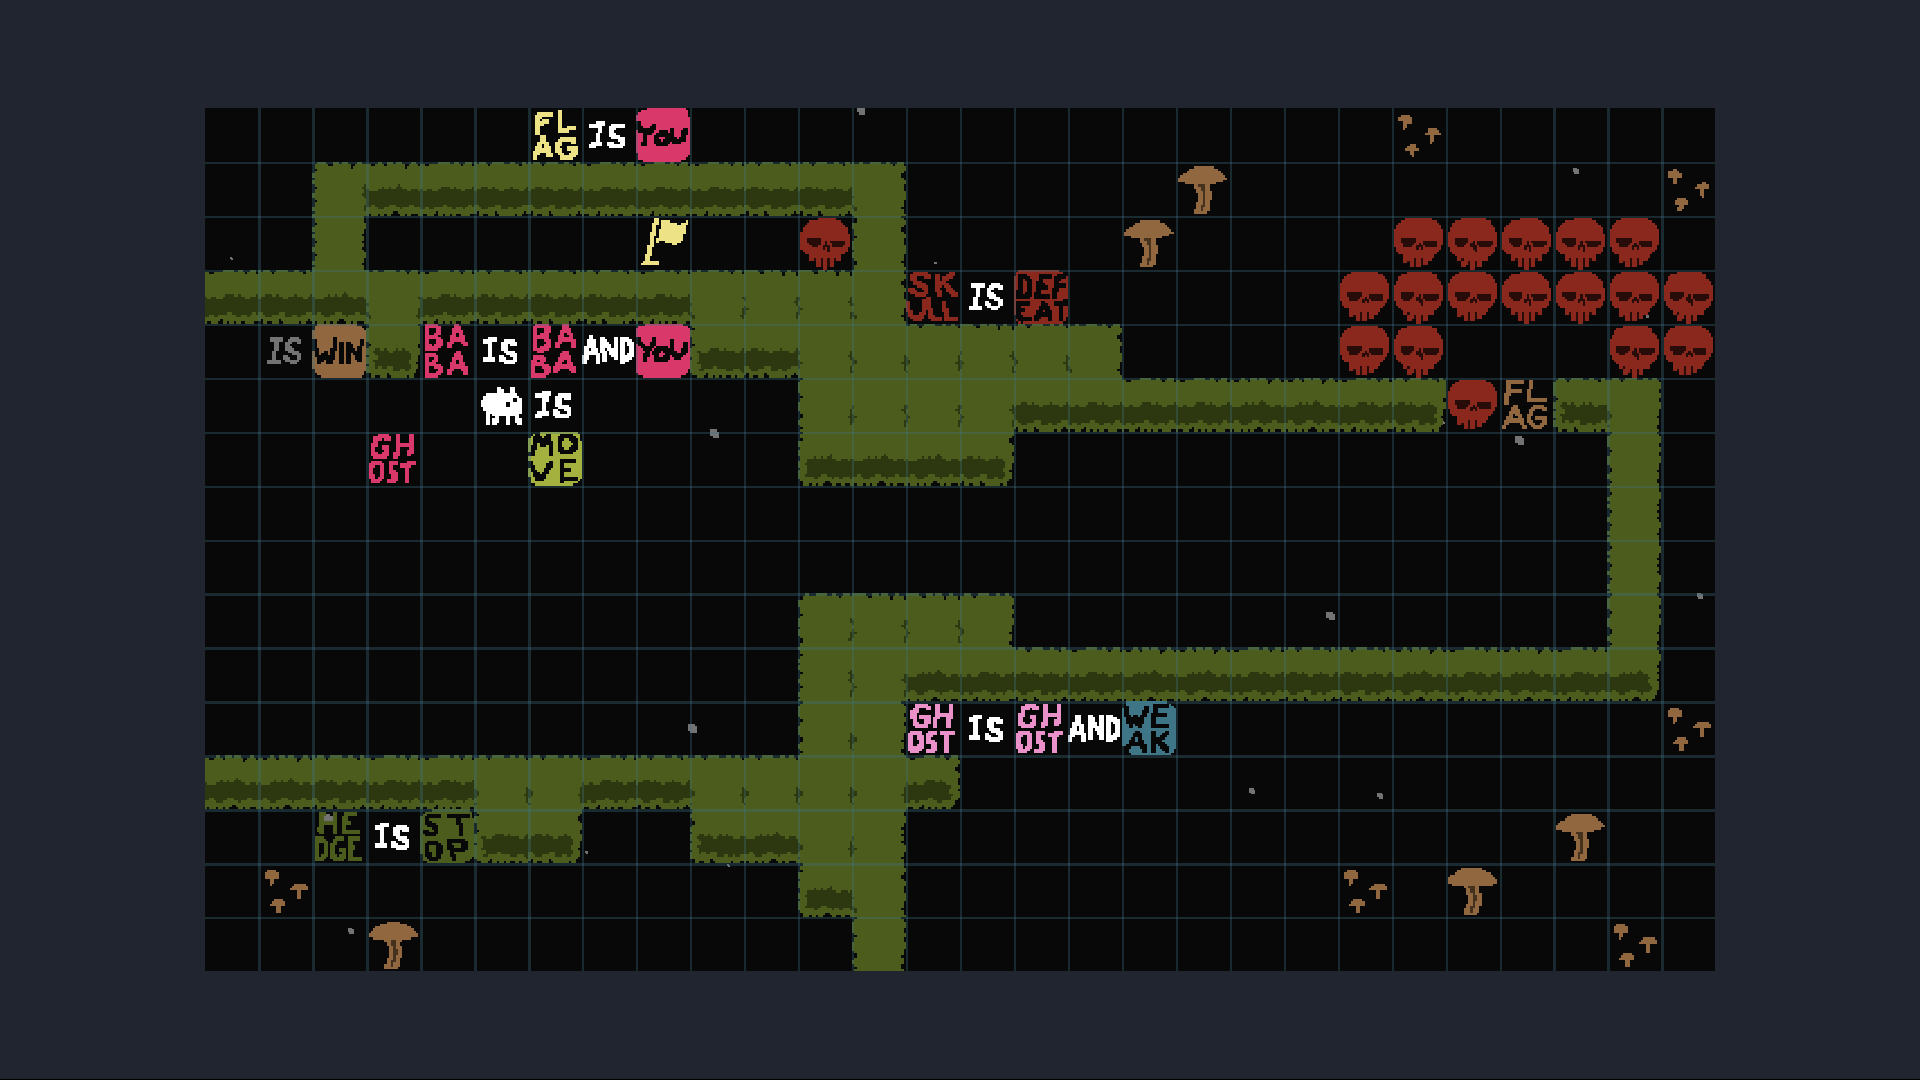 FLAG IS YOU
SKULL IS DEFEAT
IS WIN
BABA IS BABA AND YOU
IS
FLAG
GHOST
MOVE
GHOST IS GHOST AND WEAK
HEDGE IS STOP